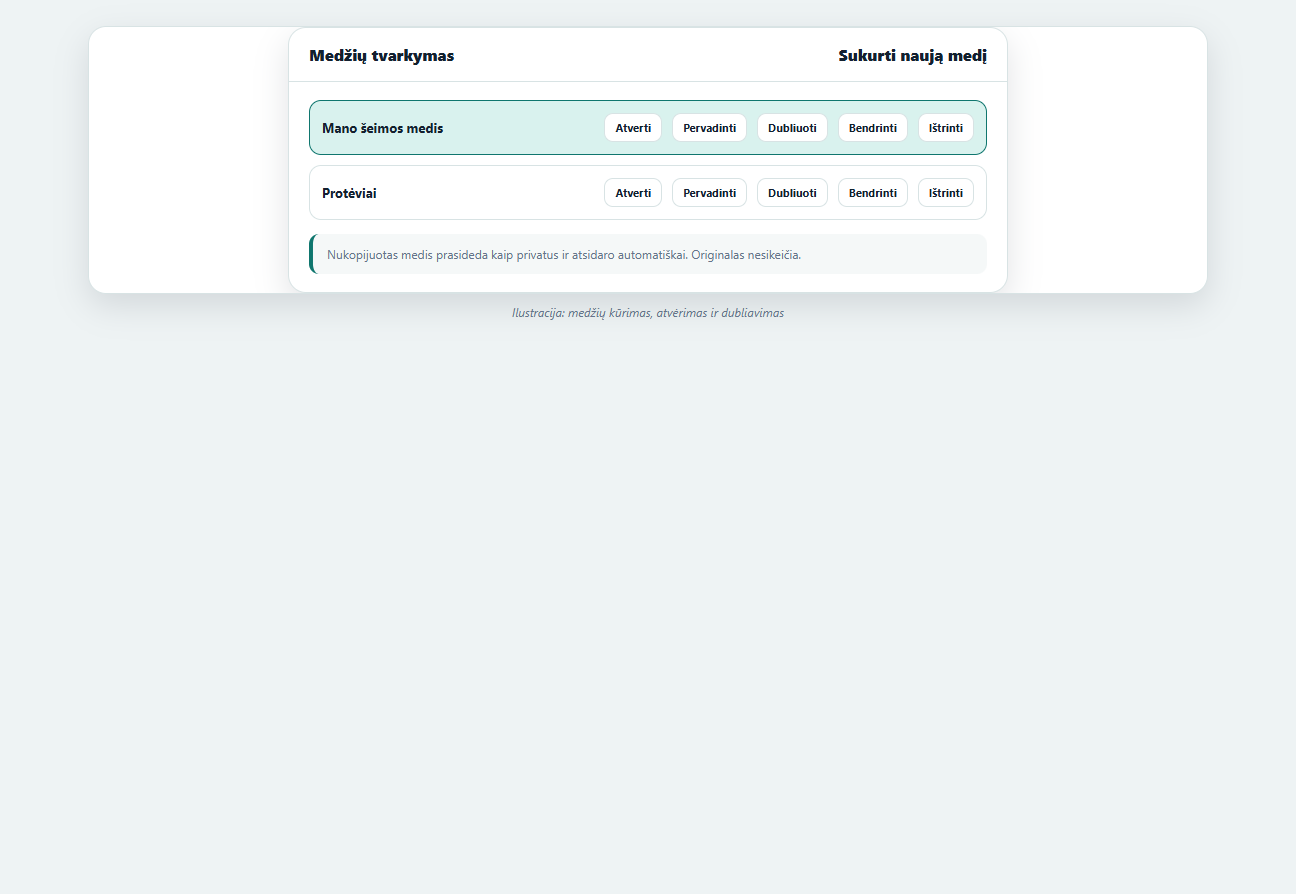 Medžių tvarkymas Sukurti naują medį
Mano šeimos medis Atverti Pervadinti Dubliuoti Bendrinti Ištrinti
Protėviai Atverti Pervadinti Dubliuoti Bendrinti Ištrinti
Nukopijuotas medis prasideda kaip privatus ir atsidaro automatiškai. Originalas nesikeičia.
Ilustracija: medžių kūrimas, atvėrimas ir dubliavimas